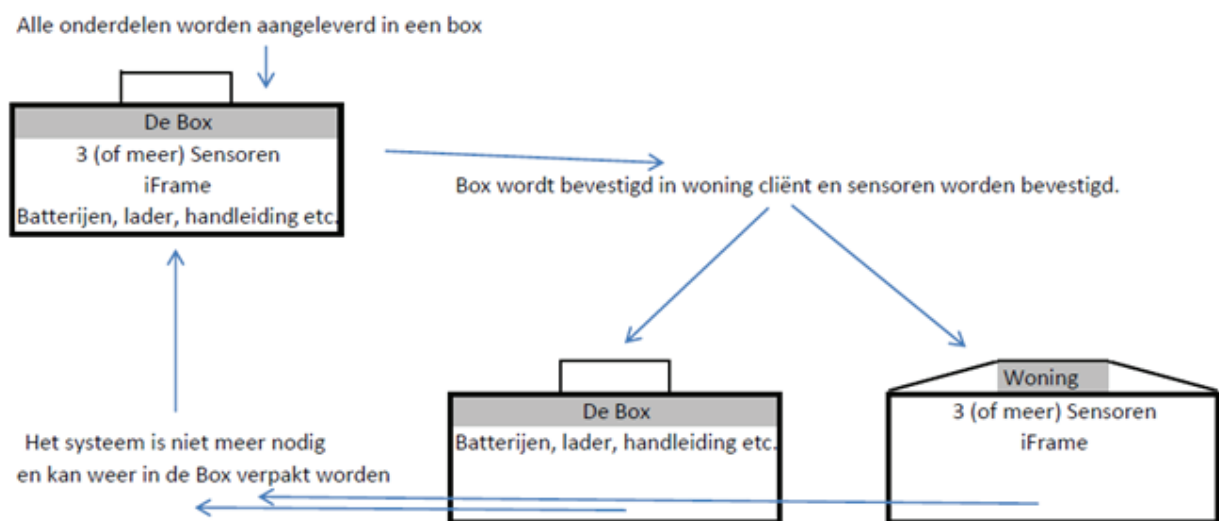 Alle onderdelen worden aangeleverd in een box
De Box
3 (of meer) Sensoren
iFrame
Batterijen, lader, handleiding etc.
Box wordt bevestigd in woning cliënt en sensoren worden bevestigd.
De Box
Batterijen, lader, handleiding etc.
Woning
3 (of meer) Sensoren
iFrame
Het systeem is niet meer nodig
en kan weer in de Box verpakt worden